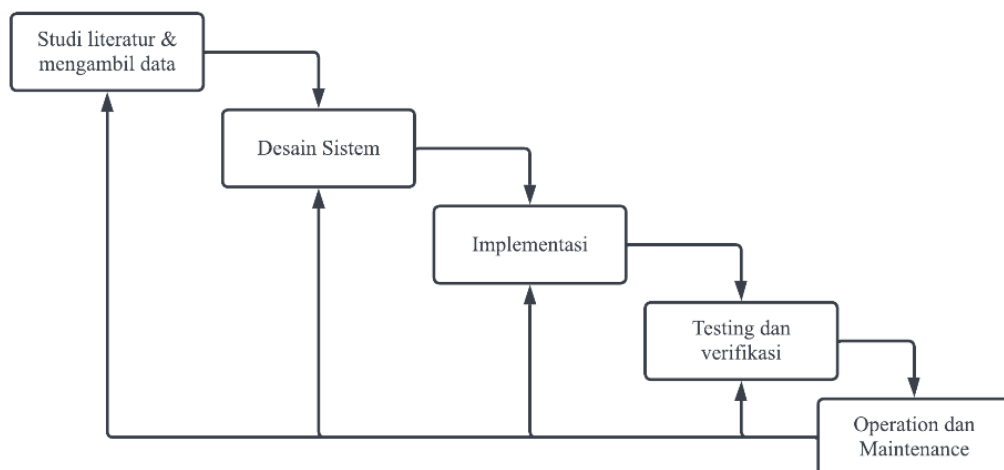 Studi literatur &
mengambil data
Desain Sistem
Implementasi
Testing dan
verifikasi
Operation dan
Maintenance